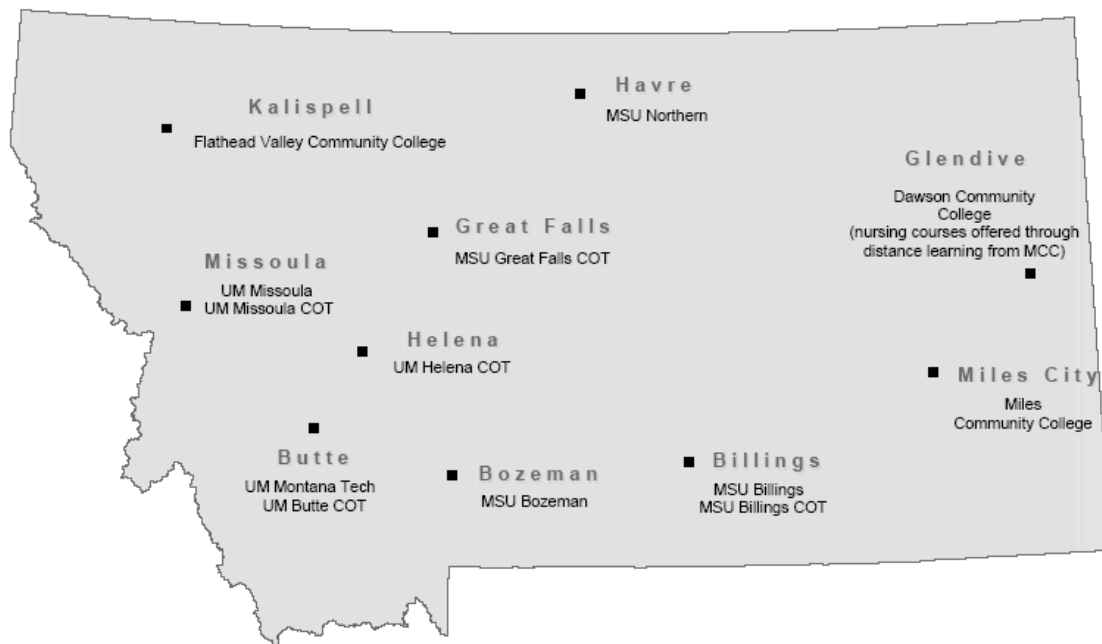 Kalispell
Flathead Valley Community College
Havre
MSU Northern
Glendive
Dawson Community
College
(nursing courses offered through
distance learning from MCC)
Great Falls
MSU Great Falls COT
Missoula
UM Missoula
UM Missoula COT
Helena
UM Helena COT
Miles City
Miles
Community College
Butte
UM Montana Tech
UM Butte COT
Bozeman
MSU Bozeman
Billings
MSU Billings
MSU Billings COT